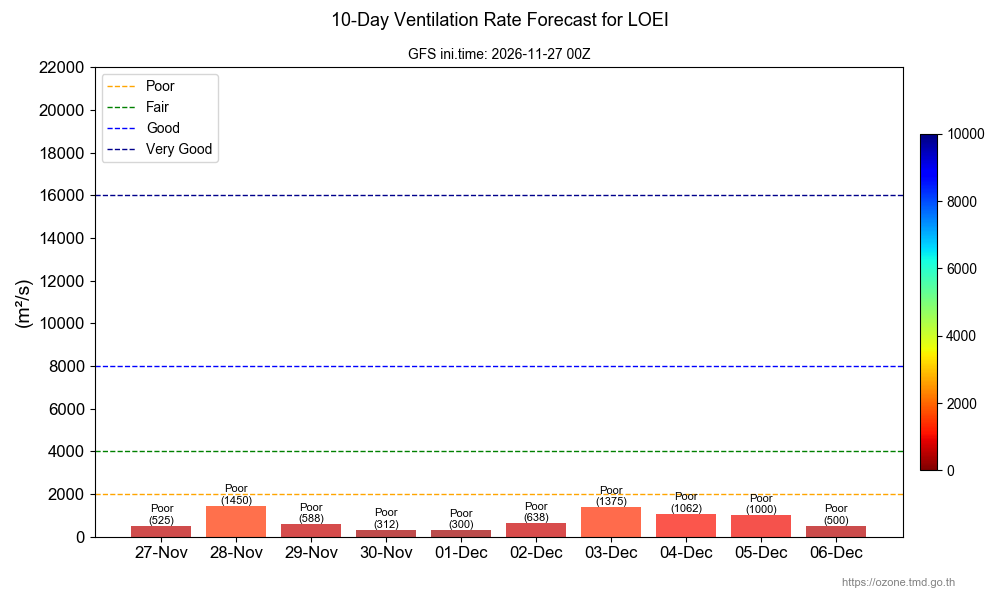 10-Day Ventilation Rate Forecast for LOEI
GFS ini.time: 2026-11-27 00Z
(m²/s)
22000
20000
18000
16000
14000
12000
10000
8000
6000
4000
2000
0
Poor
Fair
Good
Very Good
Poor
(525)
Poor
(1450)
Poor
(588)
Poor
(312)
Poor
(300)
Poor
(638)
Poor
(1375)
Poor
(1062)
Poor
(1000)
Poor
(500)
27-Nov 28-Nov 29-Nov 30-Nov 01-Dec 02-Dec 03-Dec 04-Dec 05-Dec 06-Dec
10000
8000
6000
4000
2000
0
https://ozone.tmd.go.th